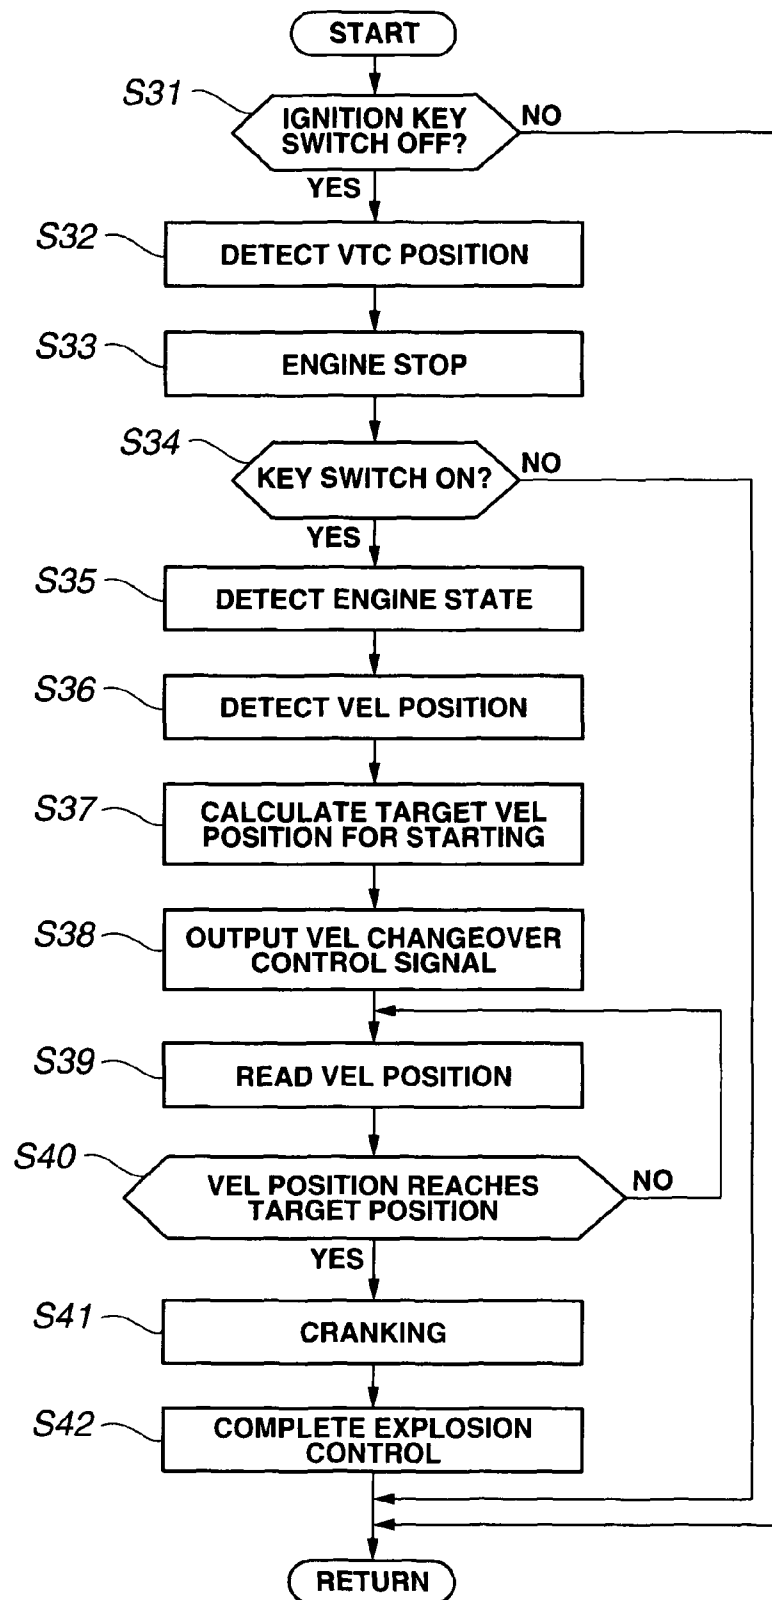 START
S31
IGNITION KEY
SWITCH OFF?
NO
YES
S32
DETECT VTC POSITION
S33
ENGINE STOP
S34
KEY SWITCH ON?
NO
YES
S35
DETECT ENGINE STATE
S36
DETECT VEL POSITION
S37
CALCULATE TARGET VEL
POSITION FOR STARTING
S38
OUTPUT VEL CHANGEOVER
CONTROL SIGNAL
S39
READ VEL POSITION
S40
VEL POSITION REACHES
TARGET POSITION
NO
YES
S41
CRANKING
S42
COMPLETE EXPLOSION
CONTROL
RETURN